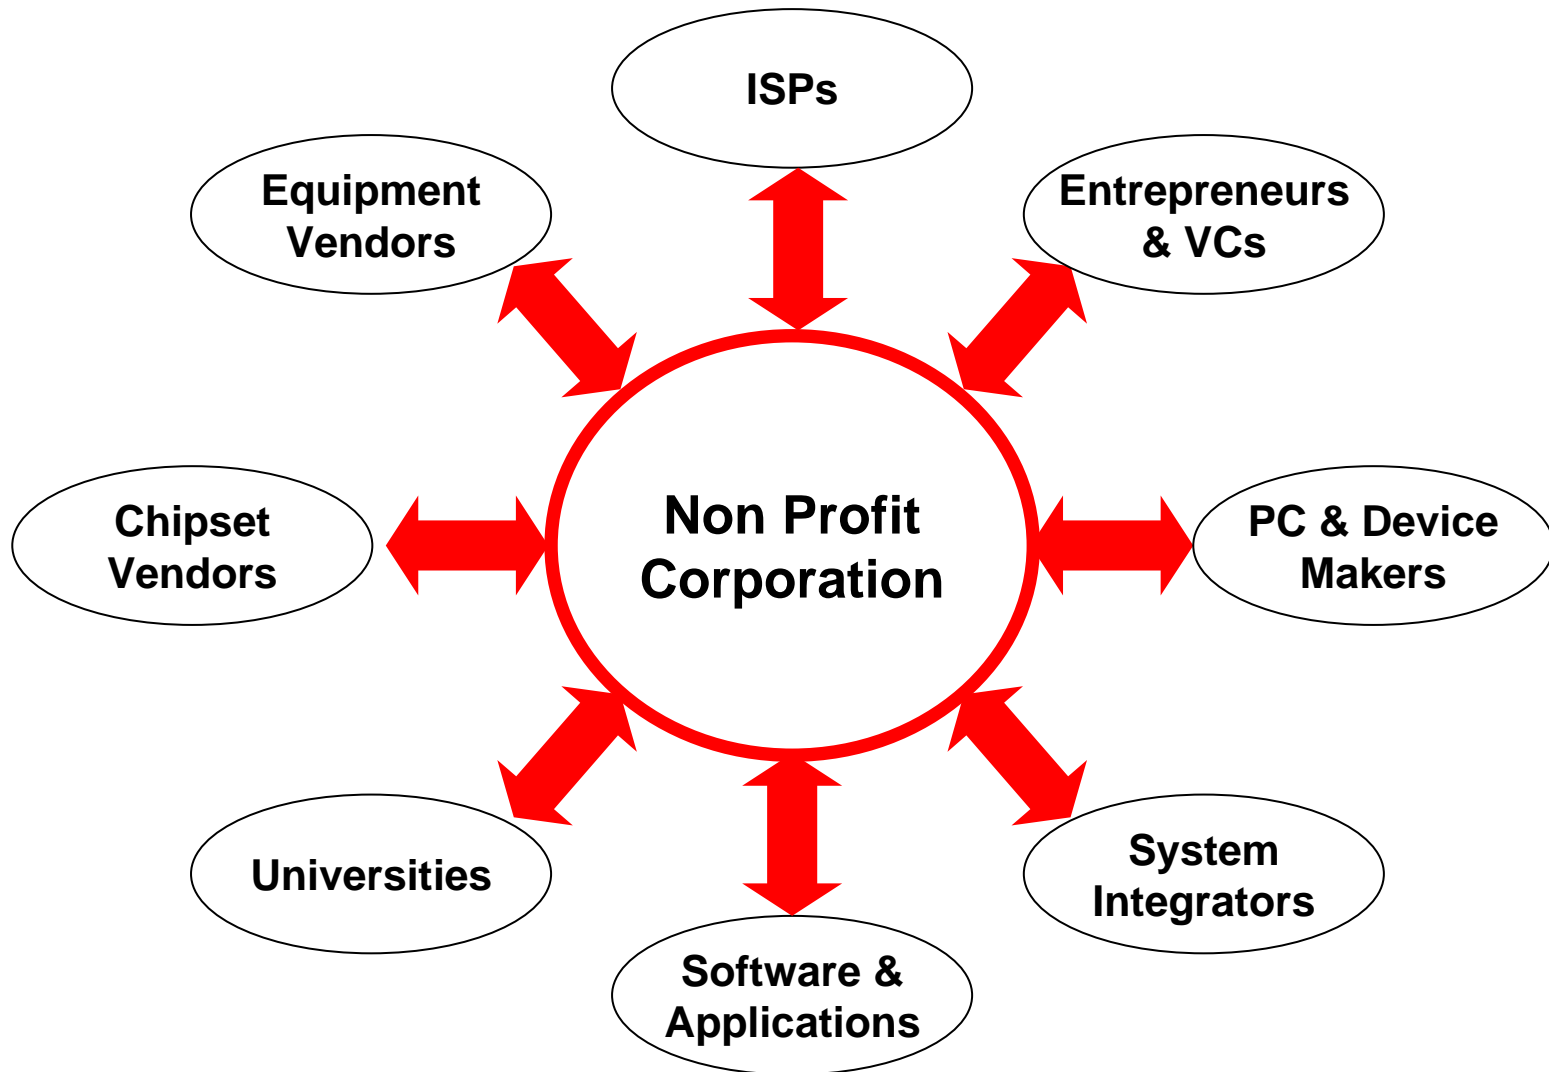 ISPs
Equipment
Vendors
Entrepreneurs
& VCs
Chipset
Vendors
Non Profit
Corporation
PC & Device
Makers
Universities
System
Integrators
Software &
Applications